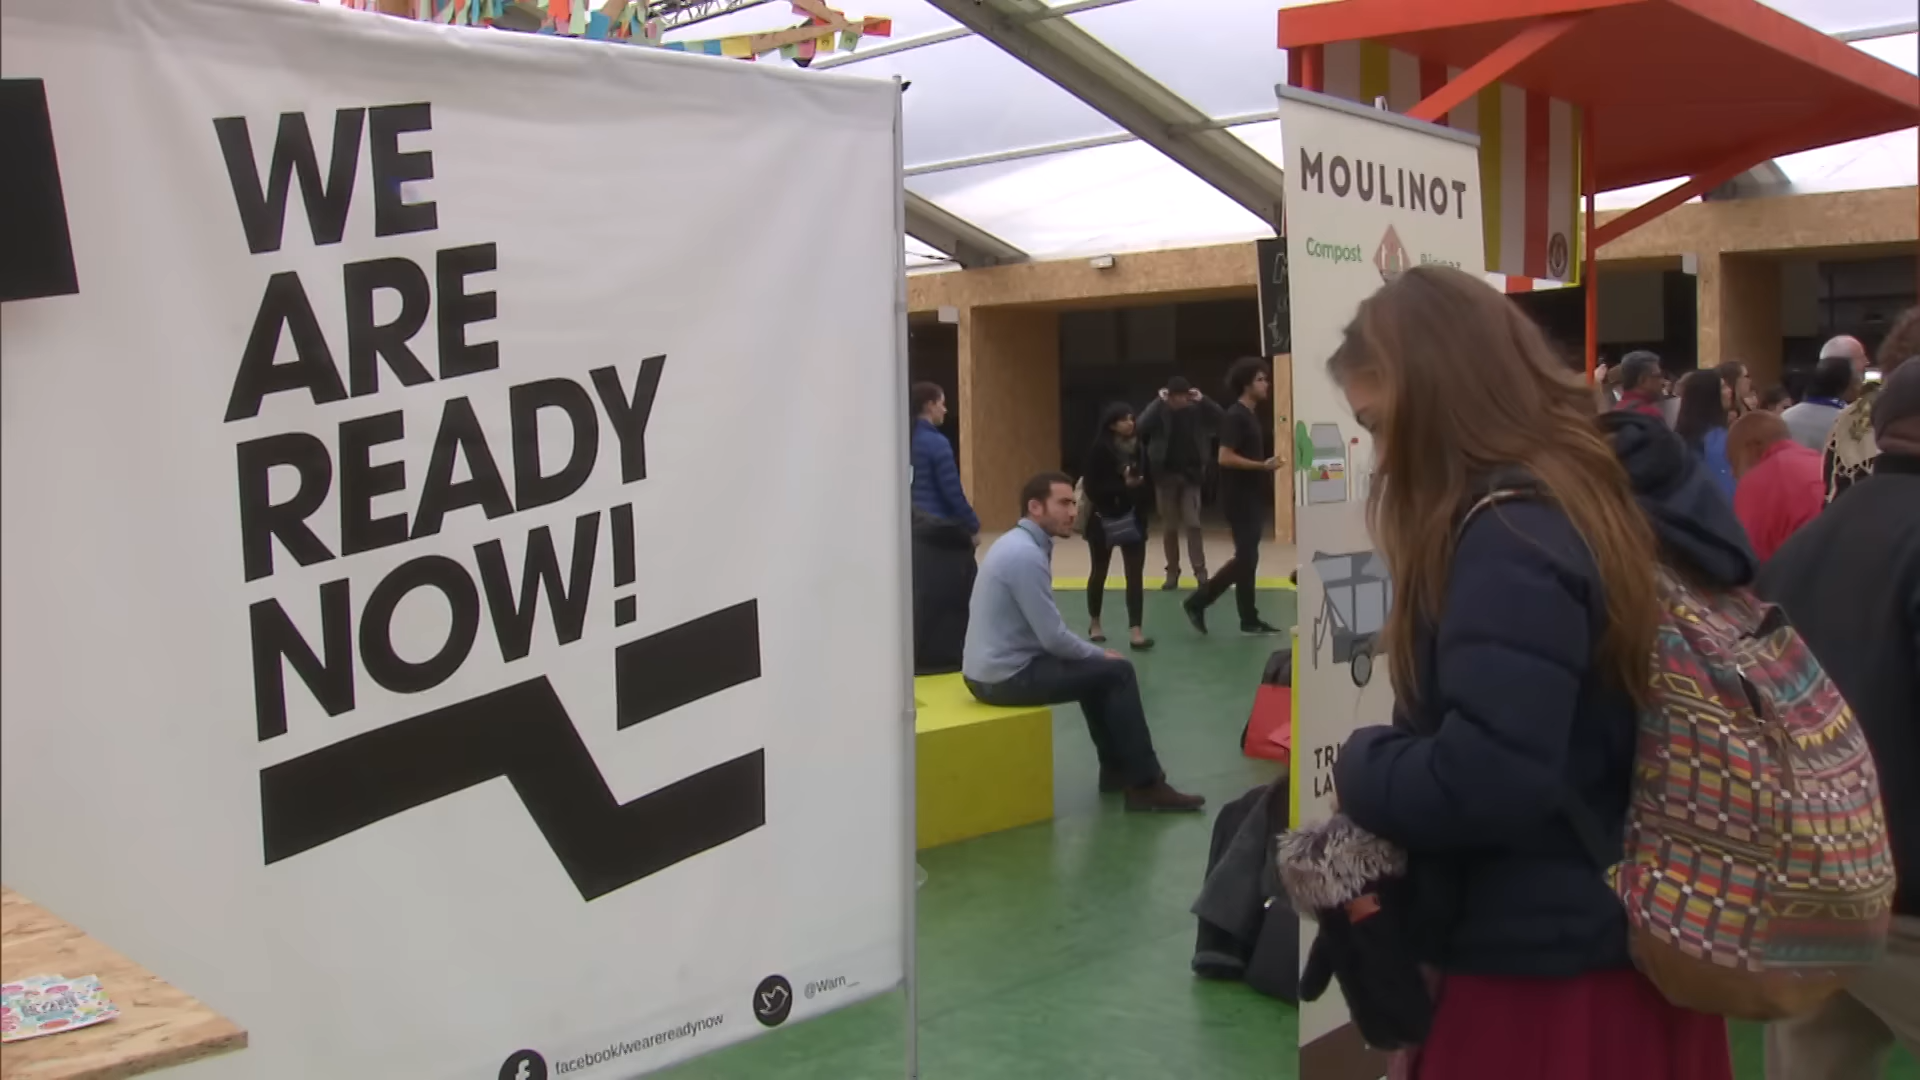 WE
ARE
READY
NOW!
facebook/wearereadynow
@Warn__
MOULINOT
Compost